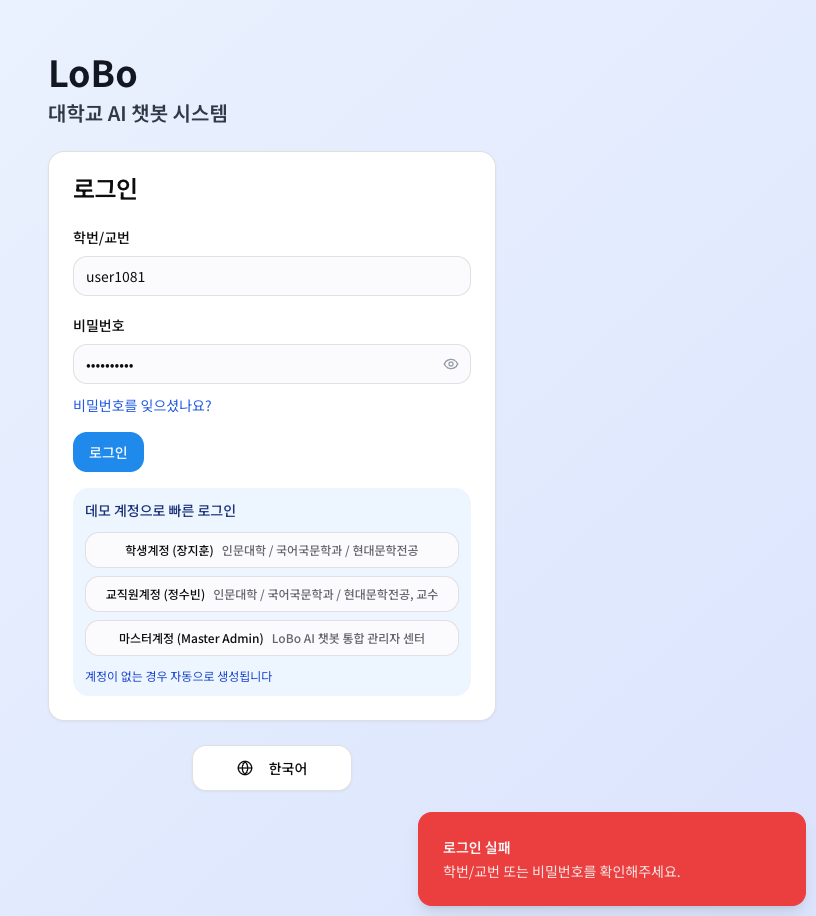 LoBo
대학교 AI 챗봇 시스템
로그인
학번/교번
user1081
비밀번호
••••••••••
비밀번호를 잊으셨나요?
로그인
데모 계정으로 빠른 로그인
학생계정 (장지훈) 인문대학 / 국어국문학과 / 현대문학전공
교직원계정 (정수빈) 인문대학 / 국어국문학과 / 현대문학전공, 교수
마스터계정 (Master Admin) LoBo AI 챗봇 통합 관리자 센터
계정이 없는 경우 자동으로 생성됩니다
한국어
로그인 실패
학번/교번 또는 비밀번호를 확인해주세요.